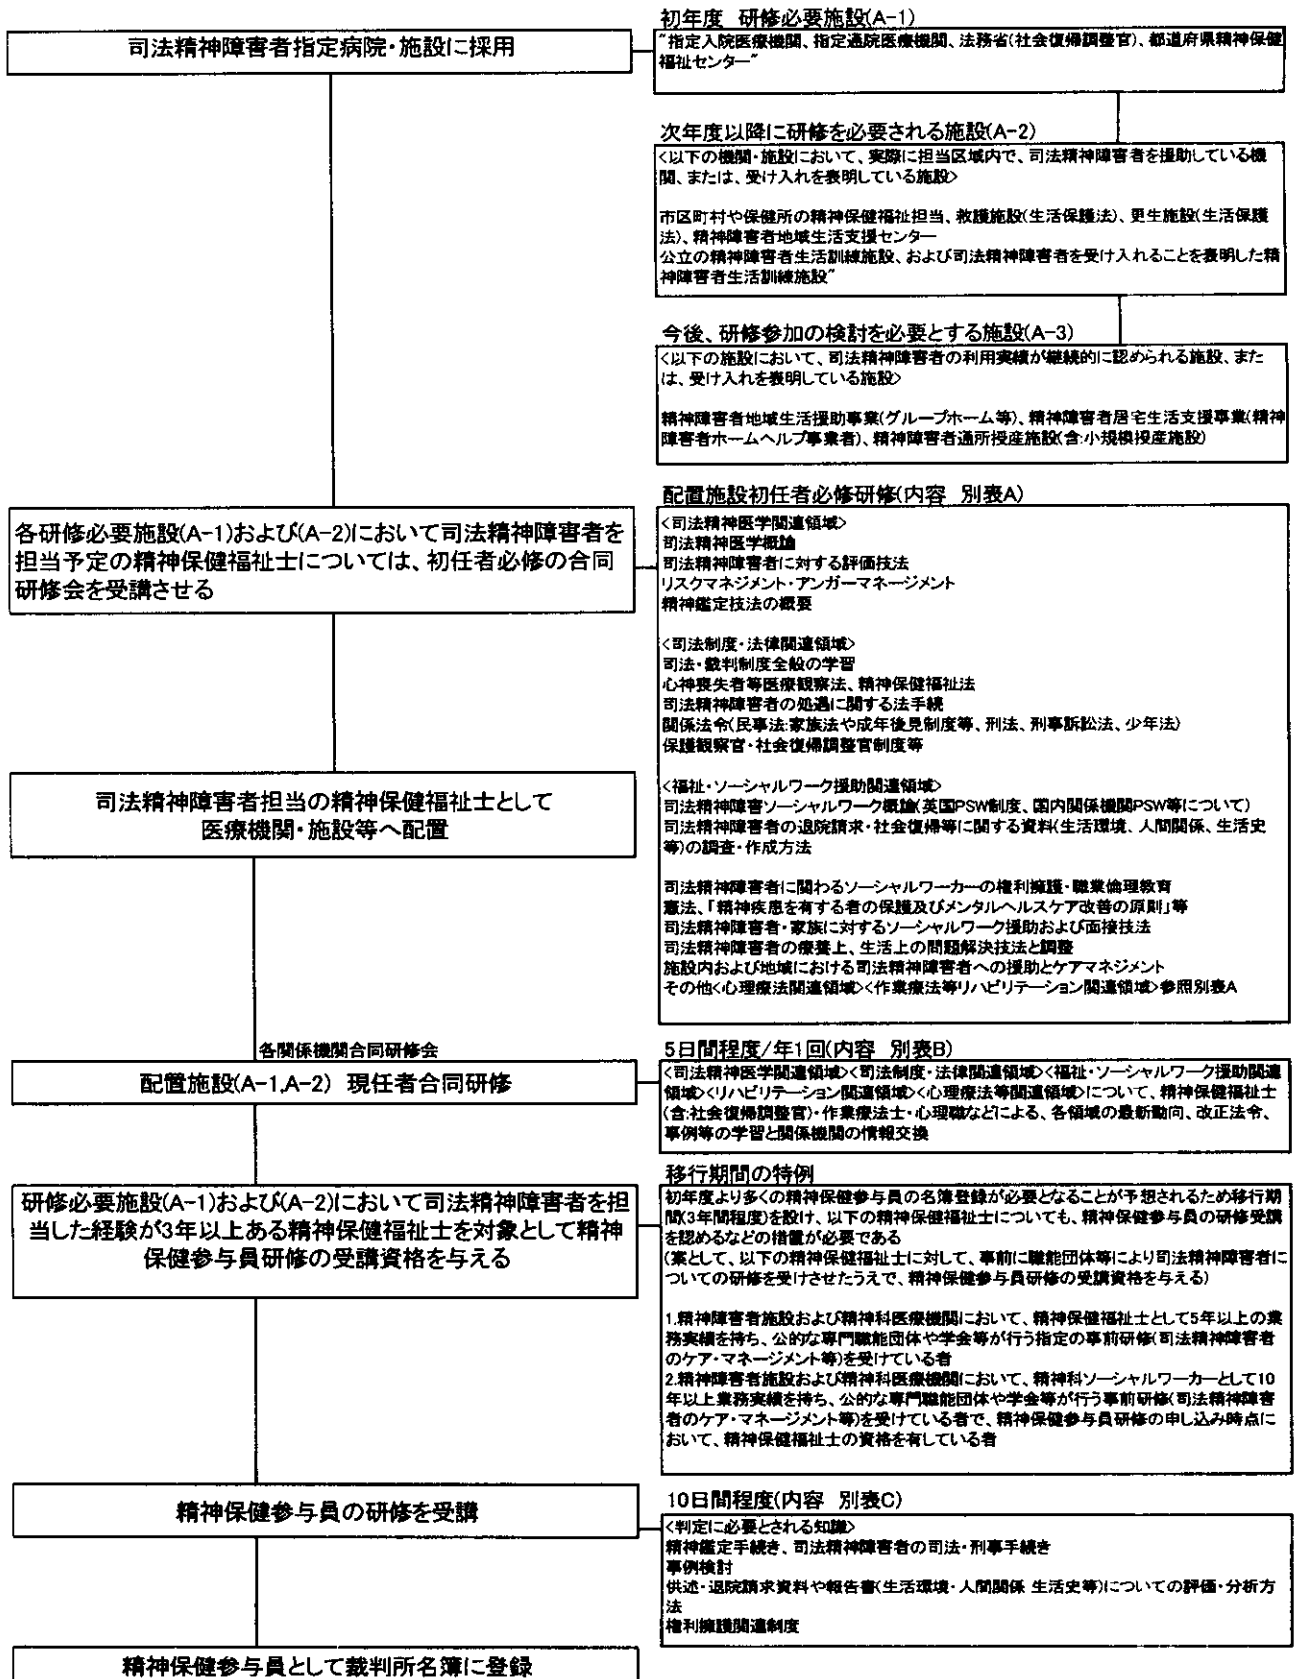 司法精神障害者指定病院・施設に採用
初年度 研修必要施設(A-1)
"指定入院医療機関、指定通院医療機関、法務省(社会復帰調整官)、都道府県精神保健
福祉センター"
次年度以降に研修を必要される施設(A-2)
<以下の機関・施設において、実際に担当区域内で、司法精神障害者を援助している機
関、または、受け入れを表明している施設>
市区町村や保健所の精神保健福祉担当、救護施設(生活保護法)、更生施設(生活保護
法)、精神障害者地域生活支援センター
公立の精神障害者生活訓練施設、および司法精神障害者を受け入れることを表明した精
神障害者生活訓練施設"
今後、研修参加の検討を必要とする施設(A-3)
<以下の施設において、司法精神障害者の利用実績が継続的に認められる施設、また
は、受け入れを表明している施設>
精神障害者地域生活援助事業(グループホーム等)、精神障害者居宅生活支援事業(精神
障害者ホームヘルプ事業者)、精神障害者通所授産施設(含:小規模授産施設)
各研修必要施設(A-1)および(A-2)において司法精神障害者を
担当予定の精神保健福祉士については、初任者必修の合同
研修会を受講させる
配置施設初任者必修研修(内容 別表A)
<司法精神医学関連領域>
司法精神医学概論
司法精神障害者に対する評価技法
リスクマネジメント・アンガーマネージメント
精神鑑定技法の概要
<司法制度・法律関連領域>
司法・裁判制度全般の学習
心神喪失者等医療観察法、精神保健福祉法
司法精神障害者の処遇に関する法手続
関係法令(民事法:家族法や成年後見制度等、刑法、刑事訴訟法、少年法)
保護観察官・社会復帰調整官制度等
<福祉・ソーシャルワーク援助関連領域>
司法精神障害ソーシャルワーク概論(英国PSW制度、国内関係機関PSW等について)
司法精神障害者の退院請求・社会復帰等に関する資料(生活環境、人間関係、生活史
等)の調査・作成方法
司法精神障害者に関わるソーシャルワーカーの権利擁護・職業倫理教育
憲法、「精神疾患を有する者の保護及びメンタルヘルスケア改善の原則」等
司法精神障害者・家族に対するソーシャルワーク援助および面接技法
司法精神障害者の療養上、生活上の問題解決技法と調整
施設内および地域における司法精神障害者への援助とケアマネジメント
その他<心理療法関連領域><作業療法等リハビリテーション関連領域>参照別表A
司法精神障害者担当の精神保健福祉士として
医療機関・施設等へ配置
各関係機関合同研修会
配置施設(A-1,A-2) 現任者合同研修
5日間程度/年1回(内容 別表B)
<司法精神医学関連領域><司法制度・法律関連領域><福祉・ソーシャルワーク援助関連
領域><リハビリテーション関連領域><心理療法等関連領域>について、精神保健福祉士
(含:社会復帰調整官)・作業療法士・心理職などによる、各領域の最新動向、改正法令、
事例等の学習と関係機関の情報交換
研修必要施設(A-1)および(A-2)において司法精神障害者を担
当した経験が3年以上ある精神保健福祉士を対象として精神
保健参与員研修の受講資格を与える
移行期間の特例
初年度より多くの精神保健参与員の名簿登録が必要となることが予想されるため移行期
間(3年間程度)を設け、以下の精神保健福祉士についても、精神保健参与員の研修受講
を認めるなどの措置が必要である
(案として、以下の精神保健福祉士に対して、事前に職能団体等により司法精神障害者に
ついての研修を受けさせたうえで、精神保健参与員研修の受講資格を与える)
1.精神障害者施設および精神科医療機関において、精神保健福祉士として5年以上の業
務実績を持ち、公的な専門職能団体や学会等が行う指定の事前研修(司法精神障害者
のケア・マネージメント等)を受けている者
2.精神障害者施設および精神科医療機関において、精神科ソーシャルワーカーとして10
年以上業務実績を持ち、公的な専門職能団体や学会等が行う事前研修(司法精神障害
者のケア・マネージメント等)を受けている者で、精神保健参与員研修の申し込み時点に
おいて、精神保健福祉士の資格を有している者
精神保健参与員の研修を受講
10日間程度(内容 別表C)
<判定に必要とされる知識>
精神鑑定手続き、司法精神障害者の司法・刑事手続き
事例検討
供述・退院請求資料や報告書(生活環境・人間関係 生活史等)についての評価・分析方
法
権利擁護関連制度
精神保健参与員として裁判所名簿に登録